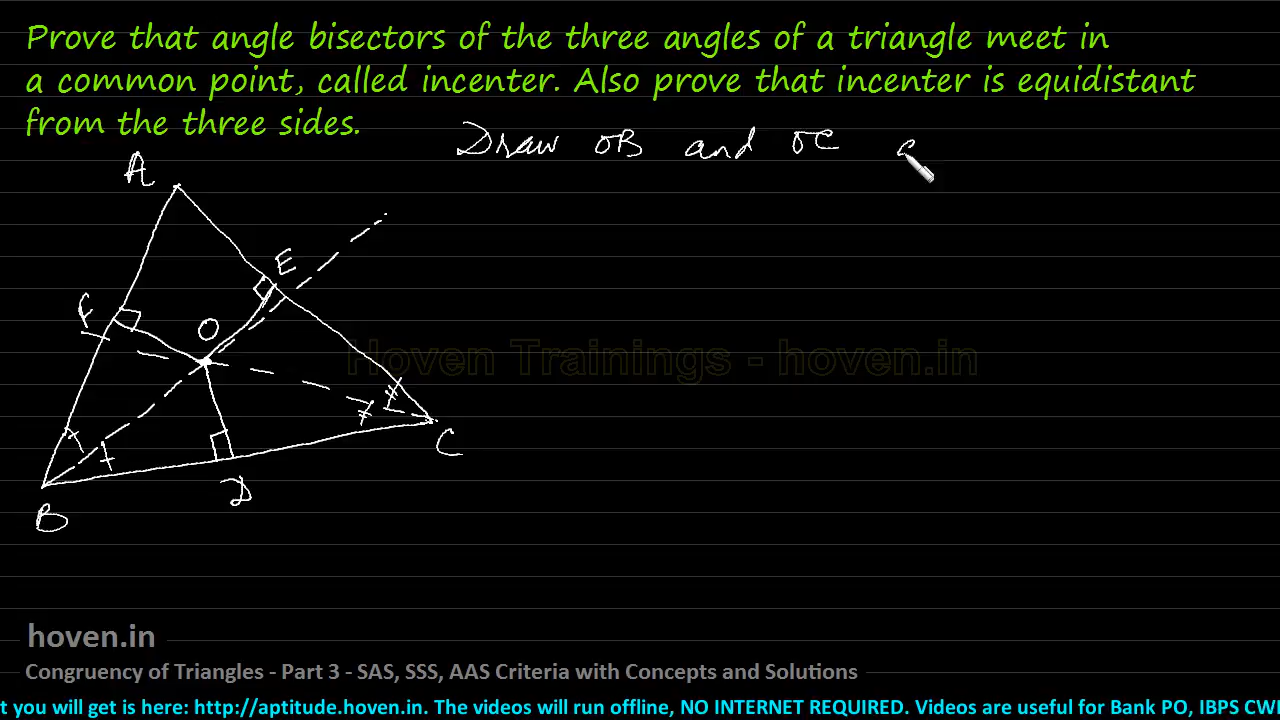 Prove that angle bisectors of the three angles of a triangle meet in
a common point, called incenter. Also prove that incenter is equidistant
from the three sides.
Draw OB and OC a
A
E
F
O
Hoven Trainings - hoven.in
C
D
B
hoven.in
Congruency of Triangles - Part 3 - SAS, SSS, AAS Criteria with Concepts and Solutions
t you will get is here: http://aptitude.hoven.in. The videos will run offline, NO INTERNET REQUIRED. Videos are useful for Bank PO, IBPS CWE